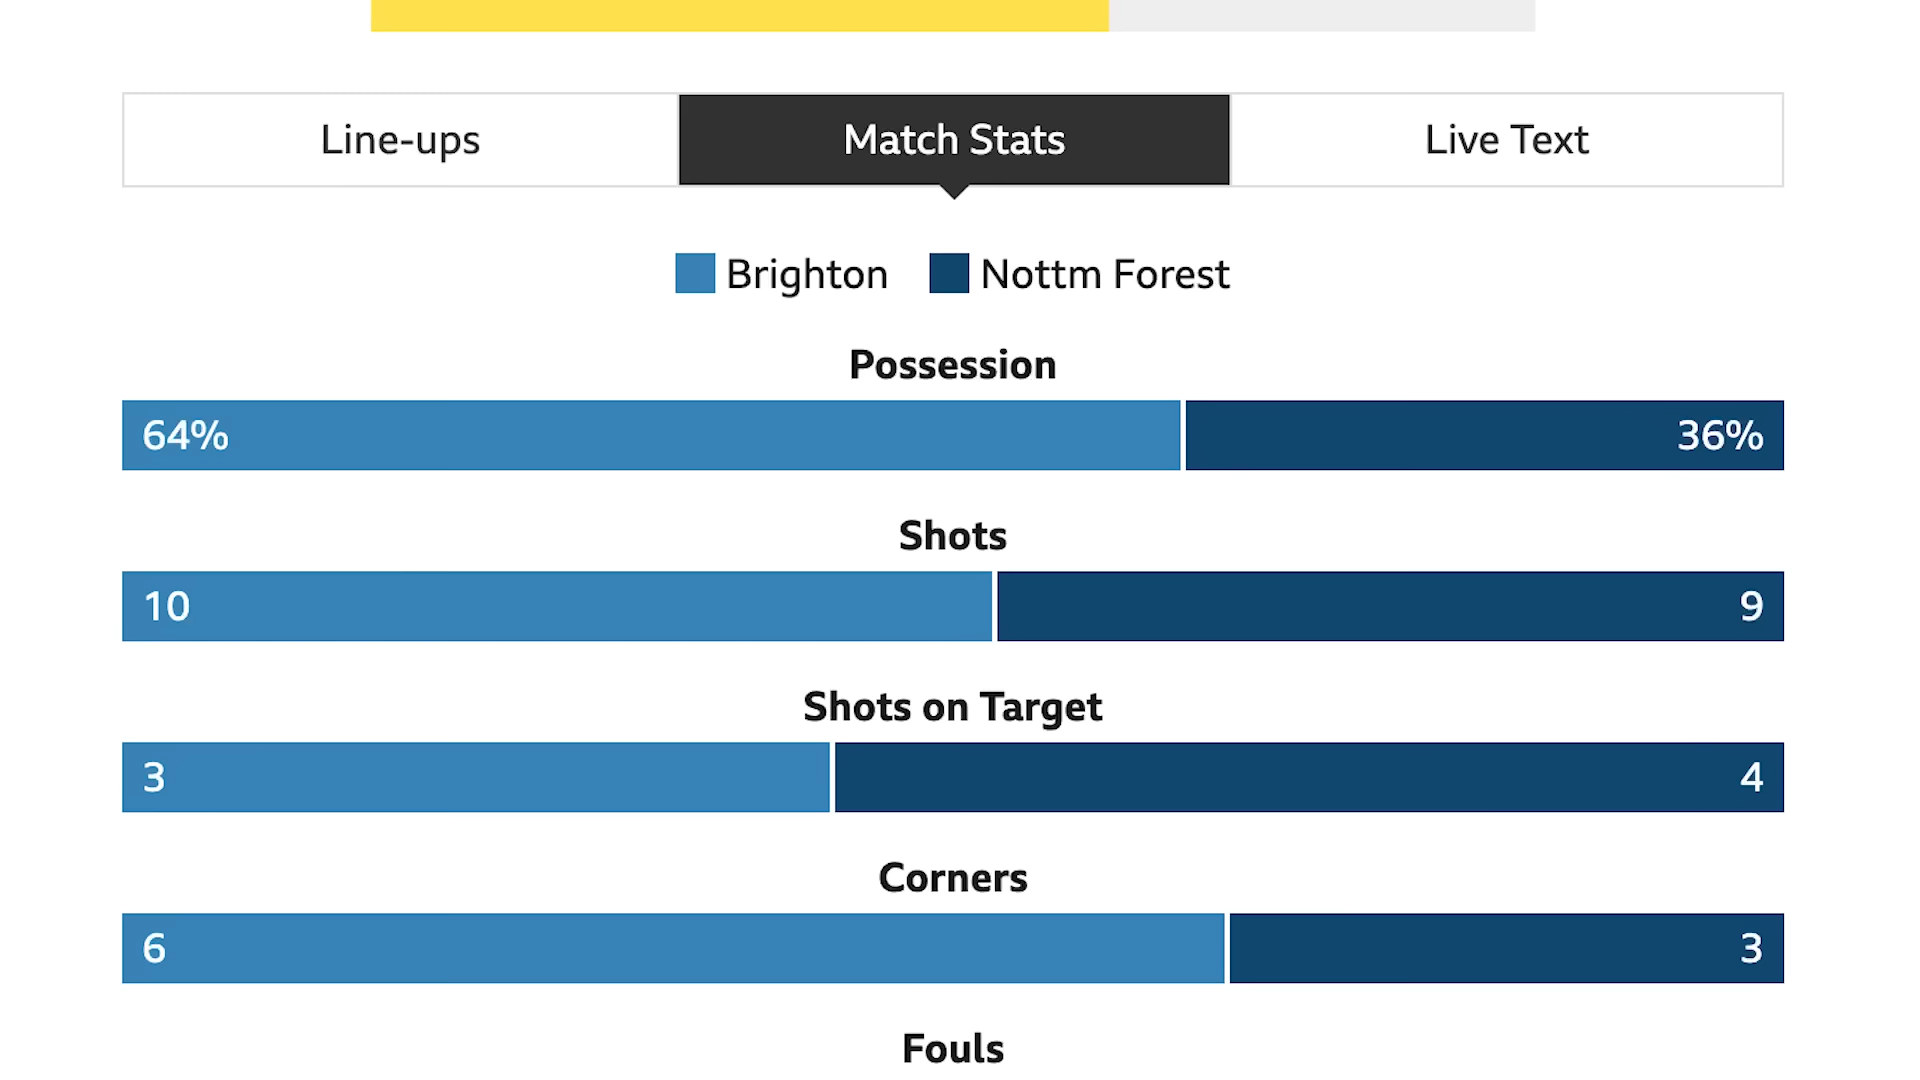 Line-ups Match Stats Live Text
Brighton Nottm Forest
Possession
64% 36%
Shots
10 9
Shots on Target
3 4
Corners
6 3
Fouls